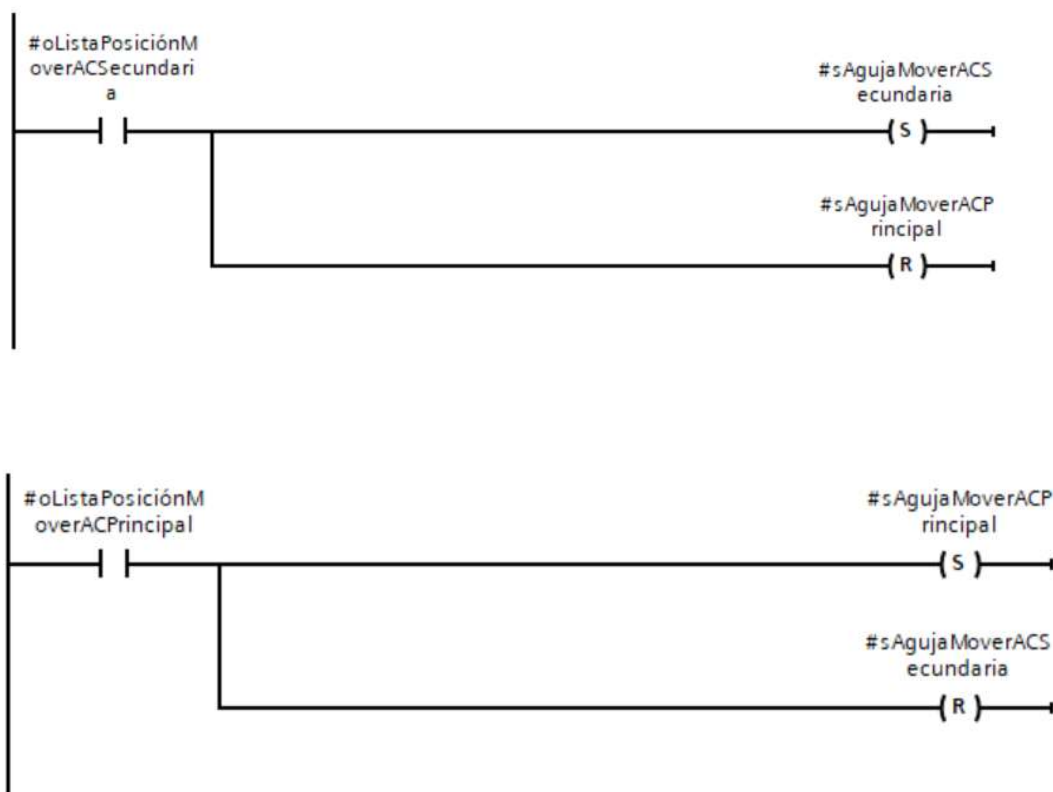 #oListaPosiciónM
overACSecundari
a
#sAgujaMoverACS
ecundaria
( S )
#sAgujaMoverACP
rincipal
( R )
#oListaPosiciónM
overACPrincipal
#sAgujaMoverACP
rincipal
( S )
#sAgujaMoverACS
ecundaria
( R )